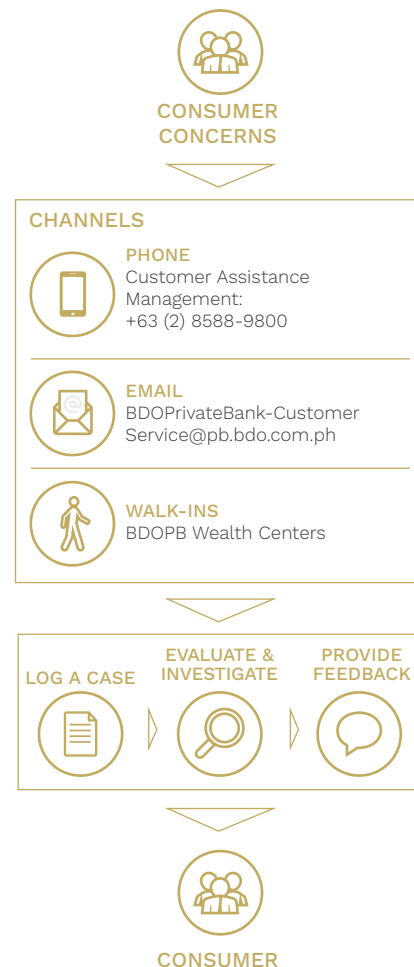 CONSUMER
CONCERNS
CHANNELS
PHONE
Customer Assistance
Management:
+63 (2) 8588-9800
EMAIL
BDOPrivateBank-Customer
Service@pb.bdo.com.ph
WALK-INS
BDOPB Wealth Centers
LOG A CASE
EVALUATE &
INVESTIGATE
PROVIDE
FEEDBACK
CONSUMER